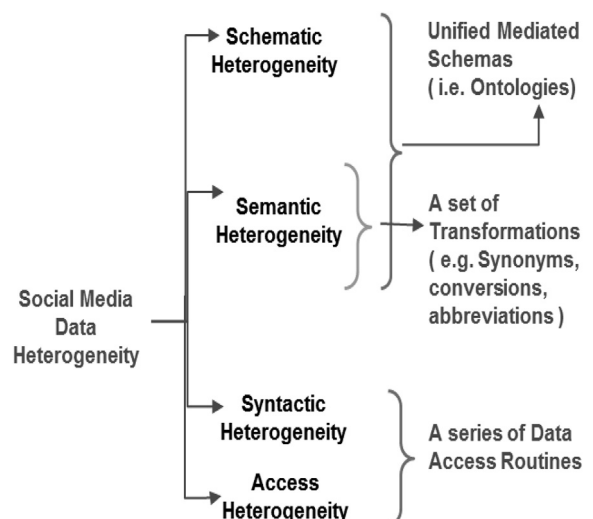 Schematic
Heterogeneity
Unified Mediated
Schemas
( i.e. Ontologies)
Semantic
Heterogeneity
A set of
Transformations
( e.g. Synonyms,
conversions,
abbreviations )
Social Media
Data
Heterogeneity
Syntactic
Heterogeneity
A series of Data
Access Routines
Access
Heterogeneity